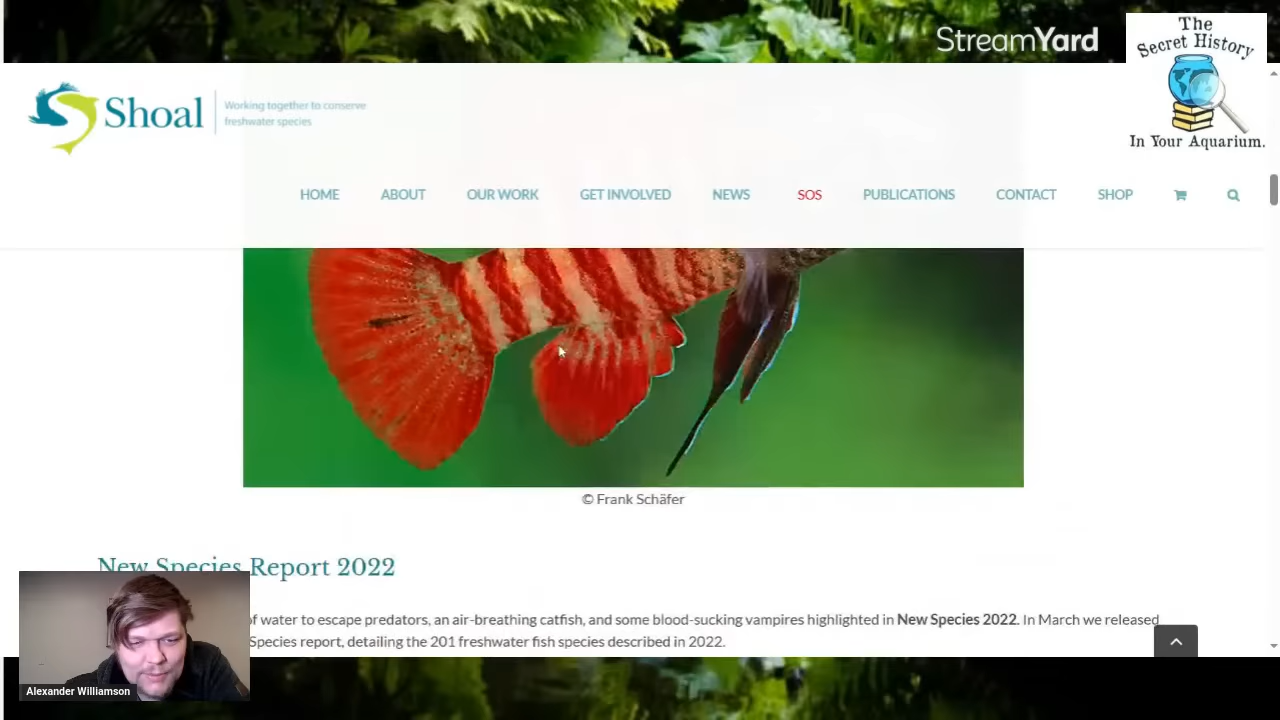 StreamYard
The
Secret History
In Your Aquarium.
Shoal
Working together to conserve
freshwater species
HOME ABOUT OUR WORK GET INVOLVED NEWS SOS PUBLICATIONS CONTACT SHOP
© Frank Schäfer
New Species Report 2022
of water to escape predators, an air-breathing catfish, and some blood-sucking vampires highlighted in New Species 2022. In March we released
Species report, detailing the 201 freshwater fish species described in 2022.
Alexander Williamson